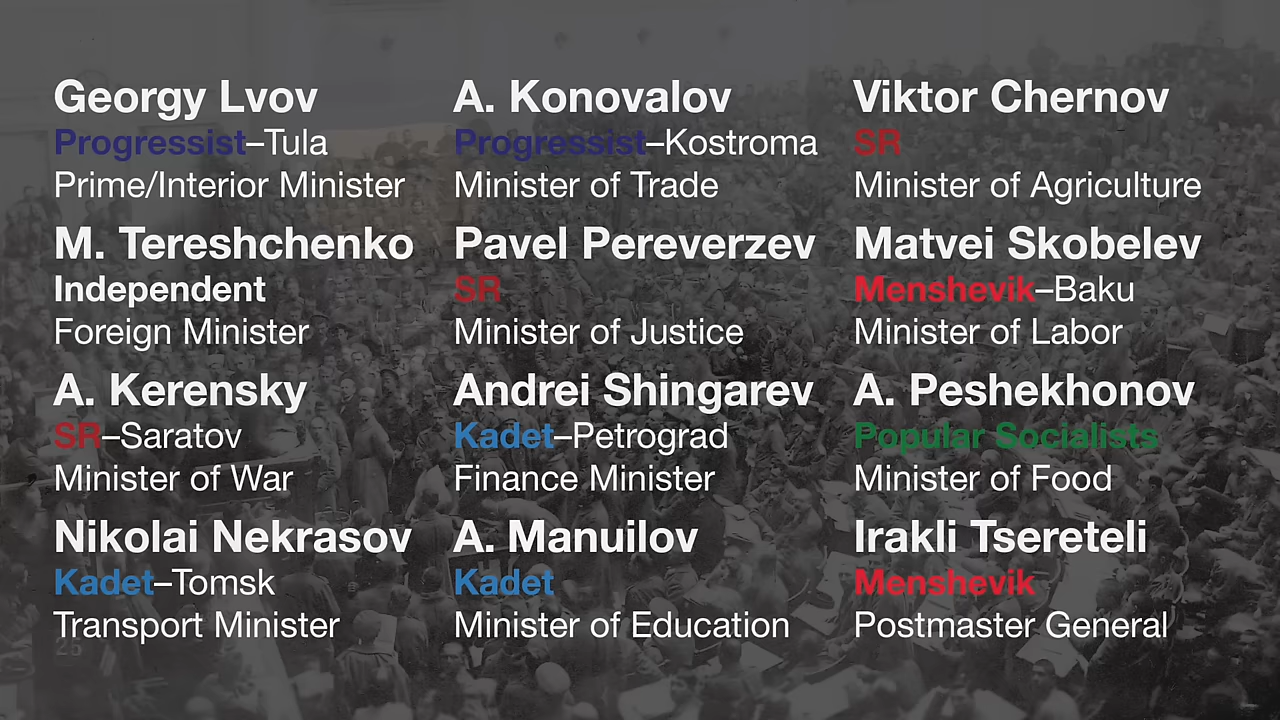 Georgy Lvov
Progressist–Tula
Prime/Interior Minister
M. Tereshchenko
Independent
Foreign Minister
A. Kerensky
SR–Saratov
Minister of War
Nikolai Nekrasov
Kadet–Tomsk
Transport Minister
A. Konovalov
Progressist–Kostroma
Minister of Trade
Pavel Pereverzev
SR
Minister of Justice
Andrei Shingarev
Kadet–Petrograd
Finance Minister
A. Manuilov
Kadet
Minister of Education
Viktor Chernov
SR
Minister of Agriculture
Matvei Skobelev
Menshevik–Baku
Minister of Labor
A. Peshekhonov
Popular Socialists
Minister of Food
Irakli Tsereteli
Menshevik
Postmaster General
25